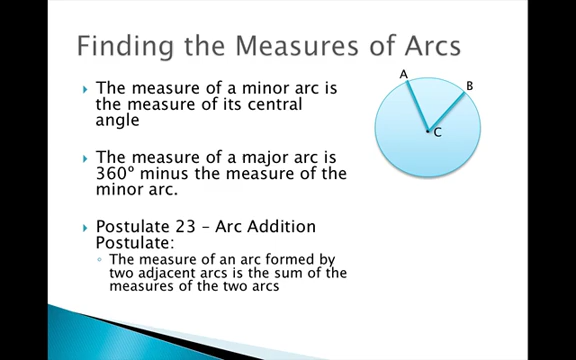 Finding the Measures of Arcs
The measure of a minor arc is
the measure of its central
angle
The measure of a major arc is
360º minus the measure of the
minor arc.
Postulate 23 – Arc Addition
Postulate:
The measure of an arc formed by
two adjacent arcs is the sum of the
measures of the two arcs
A
B
C